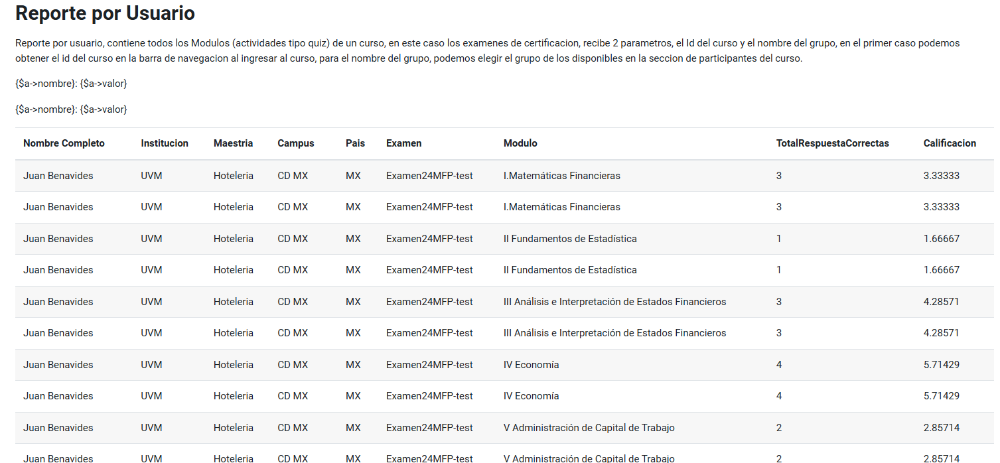 Reporte por Usuario
Reporte por usuario, contiene todos los Modulos (actividades tipo quiz) de un curso, en este caso los examenes de certificacion, recibe 2 parametros, el Id del curso y el nombre del grupo, en el primer caso podemos
obtener el id del curso en la barra de navegacion al ingresar al curso, para el nombre del grupo, podemos elegir el grupo de los disponibles en la seccion de participantes del curso.
{$a->nombre}: {$a->valor}
{$a->nombre}: {$a->valor}
Nombre Completo Institucion Maestria Campus Pais Examen Modulo TotalRespuestaCorrectas Calificacion
Juan Benavides UVM Hoteleria CD MX MX Examen24MFP-test I.Matemáticas Financieras 3 3.33333
Juan Benavides UVM Hoteleria CD MX MX Examen24MFP-test I.Matemáticas Financieras 3 3.33333
Juan Benavides UVM Hoteleria CD MX MX Examen24MFP-test II Fundamentos de Estadística 1 1.66667
Juan Benavides UVM Hoteleria CD MX MX Examen24MFP-test II Fundamentos de Estadística 1 1.66667
Juan Benavides UVM Hoteleria CD MX MX Examen24MFP-test III Análisis e Interpretación de Estados Financieros 3 4.28571
Juan Benavides UVM Hoteleria CD MX MX Examen24MFP-test III Análisis e Interpretación de Estados Financieros 3 4.28571
Juan Benavides UVM Hoteleria CD MX MX Examen24MFP-test IV Economía 4 5.71429
Juan Benavides UVM Hoteleria CD MX MX Examen24MFP-test IV Economía 4 5.71429
Juan Benavides UVM Hoteleria CD MX MX Examen24MFP-test V Administración de Capital de Trabajo 2 2.85714
Juan Benavides UVM Hoteleria CD MX MX Examen24MFP-test V Administración de Capital de Trabajo 2 2.85714